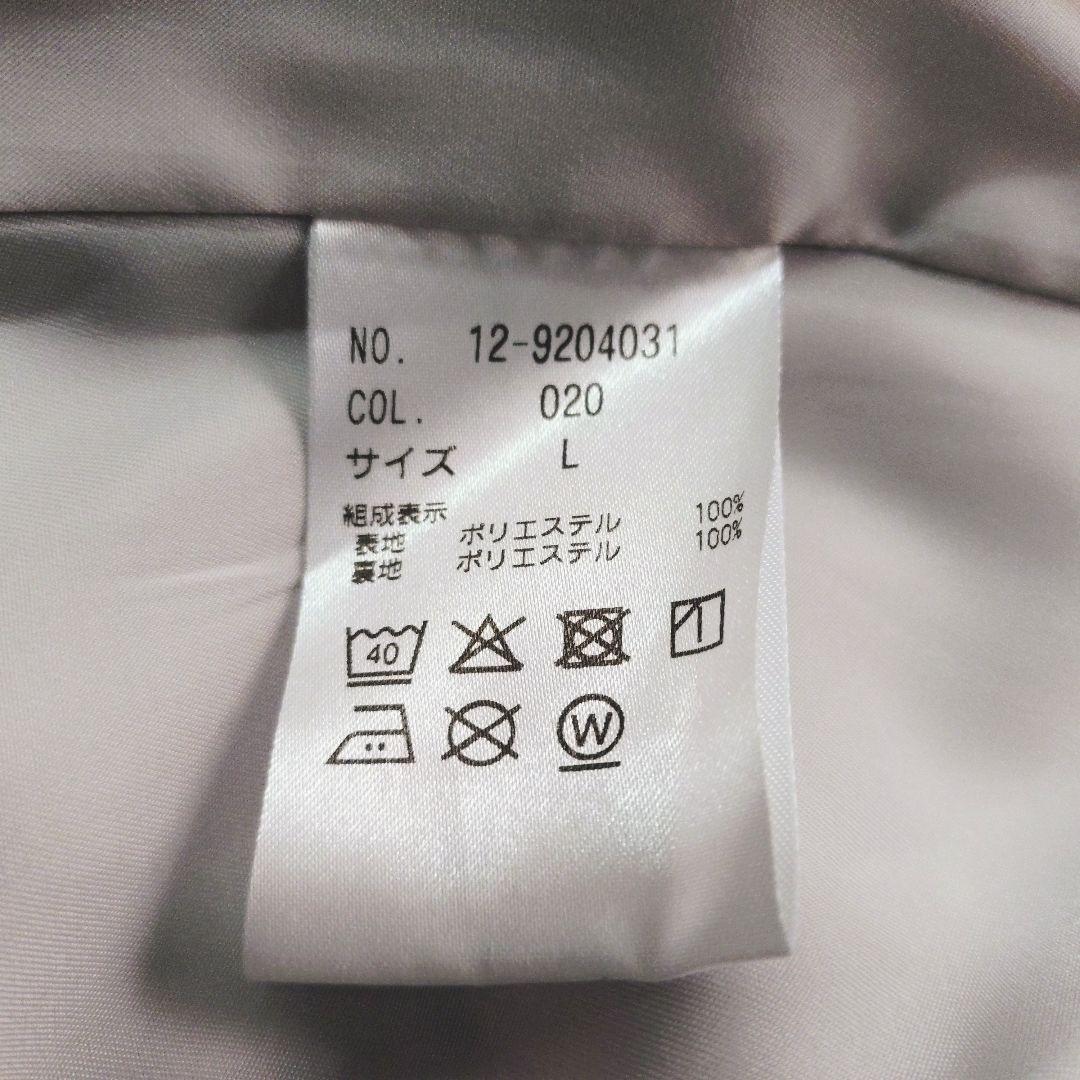 NO. 12-9204031
COL. 020
サイズ L
組成表示
表地 ポリエステル 100%
裏地 ポリエステル 100%
40
W